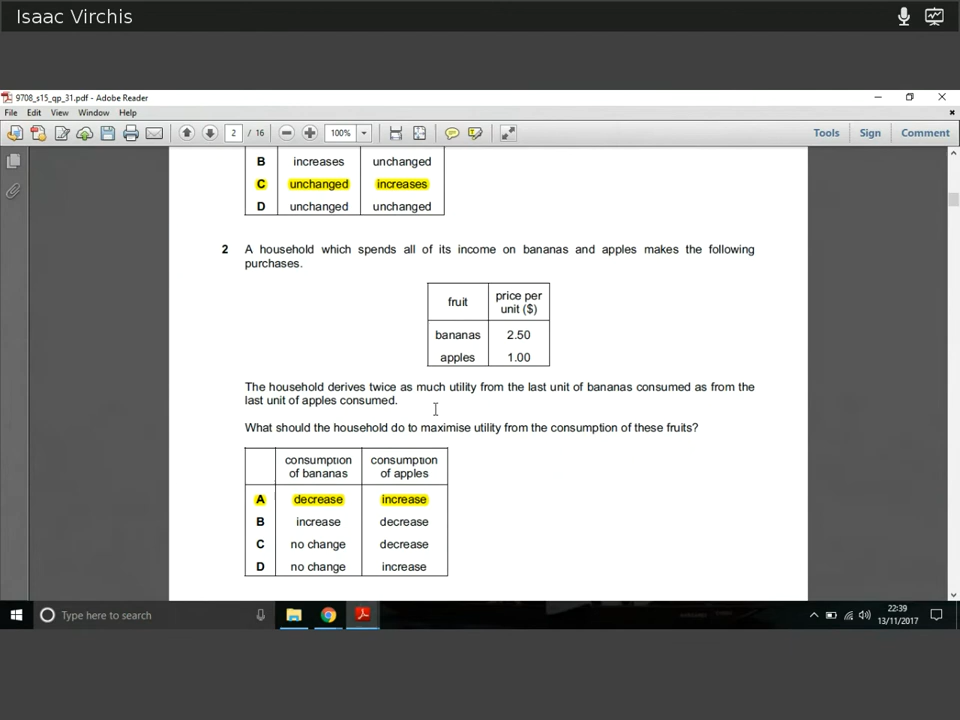 Isaac Virchis
9708_s15_qp_31.pdf - Adobe Reader
File Edit View Window Help
2 / 16 100% Tools Sign Comment
B increases unchanged
C unchanged increases
D unchanged unchanged
2 A household which spends all of its income on bananas and apples makes the following
purchases.
fruit price per
unit ($)
bananas 2.50
apples 1.00
The household derives twice as much utility from the last unit of bananas consumed as from the
last unit of apples consumed.
What should the household do to maximise utility from the consumption of these fruits?
consumption consumption
of bananas of apples
A decrease increase
B increase decrease
C no change decrease
D no change increase
Type here to search
22:39
13/11/2017